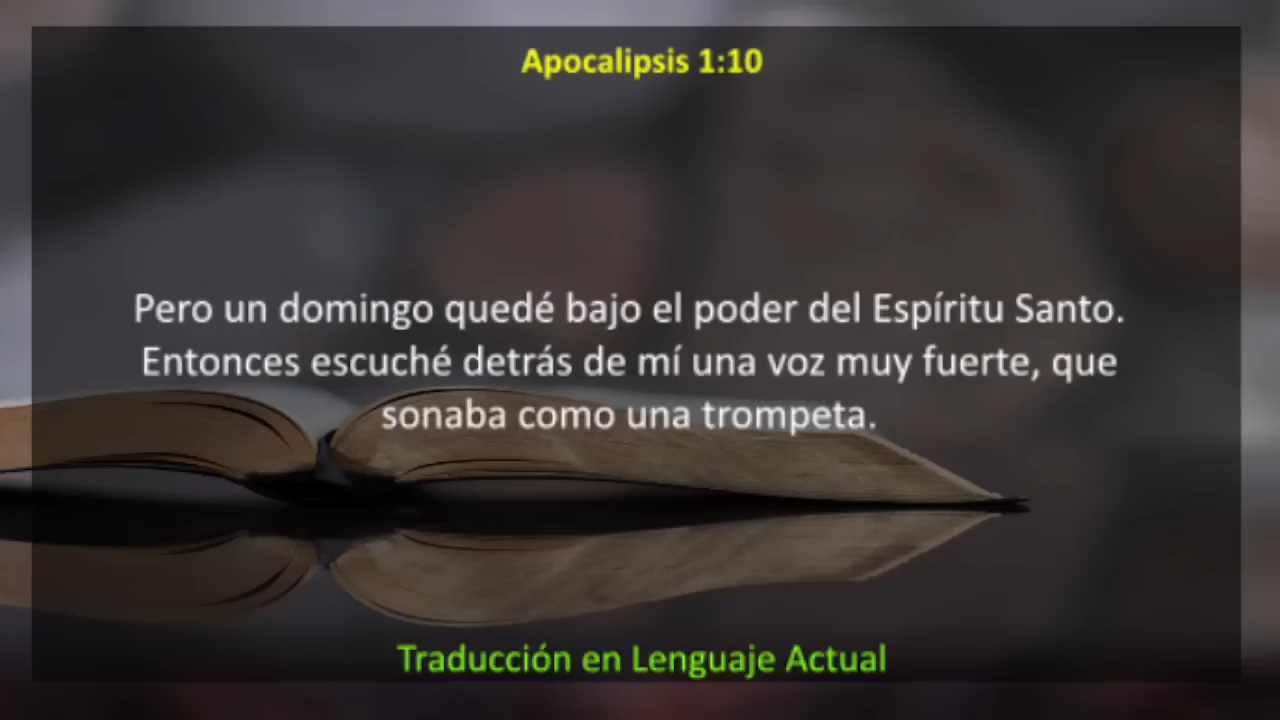 Apocalipsis 1:10
Pero un domingo quedé bajo el poder del Espíritu Santo.
Entonces escuché detrás de mí una voz muy fuerte, que
sonaba como una trompeta.
Traducción en Lenguaje Actual